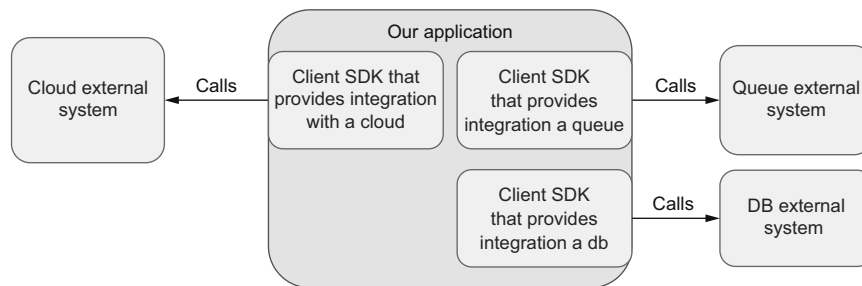 Our application
Cloud external
system
Calls
Client SDK that
provides integration
with a cloud
Client SDK
that provides
integration a queue
Calls
Queue external
system
Client SDK
that provides
integration a db
Calls
DB external
system